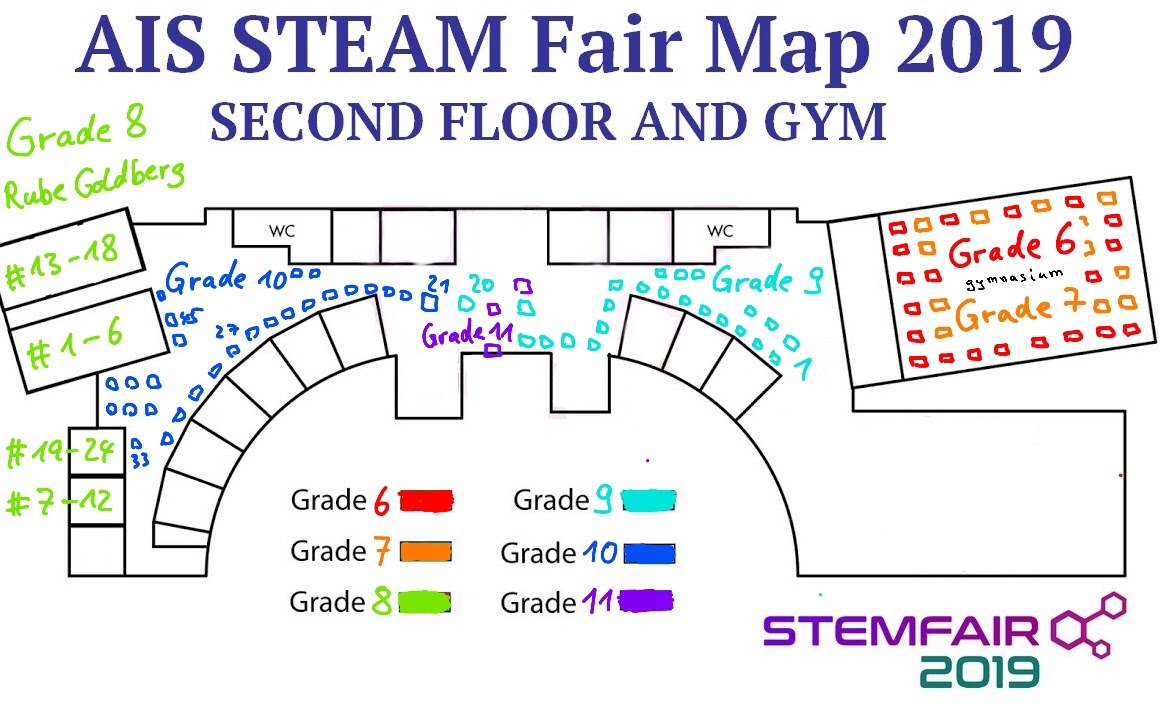 AIS STEAM Fair Map 2019
SECOND FLOOR AND GYM
Grade 8
Rube Goldberg
#13-18
#1-6
#19-24
#7-12
WC
WC
Grade 10
45
27
33
21
20
Grade 11
Grade 9
1
Grade 6
gymnasium
Grade 7
Grade 6
Grade 7
Grade 8
Grade 9
Grade 10
Grade 11
STEMFAIR
2019